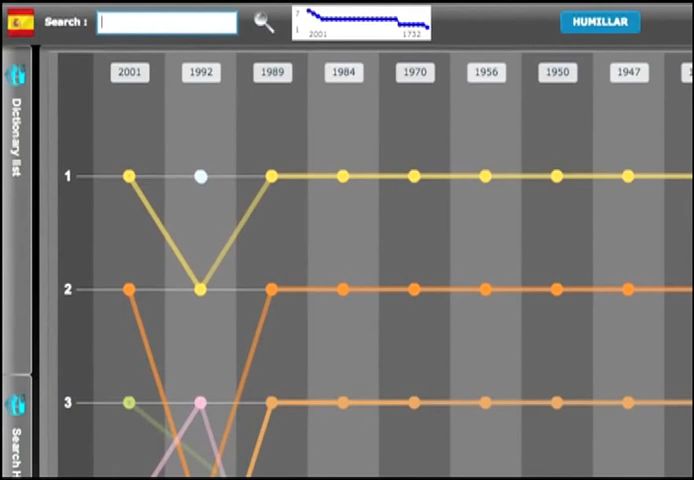 Search :
7
1
2001 1732
HUMILLAR
2001 1992 1989 1984 1970 1956 1950 1947
1
2
3
Dictionary list
Search